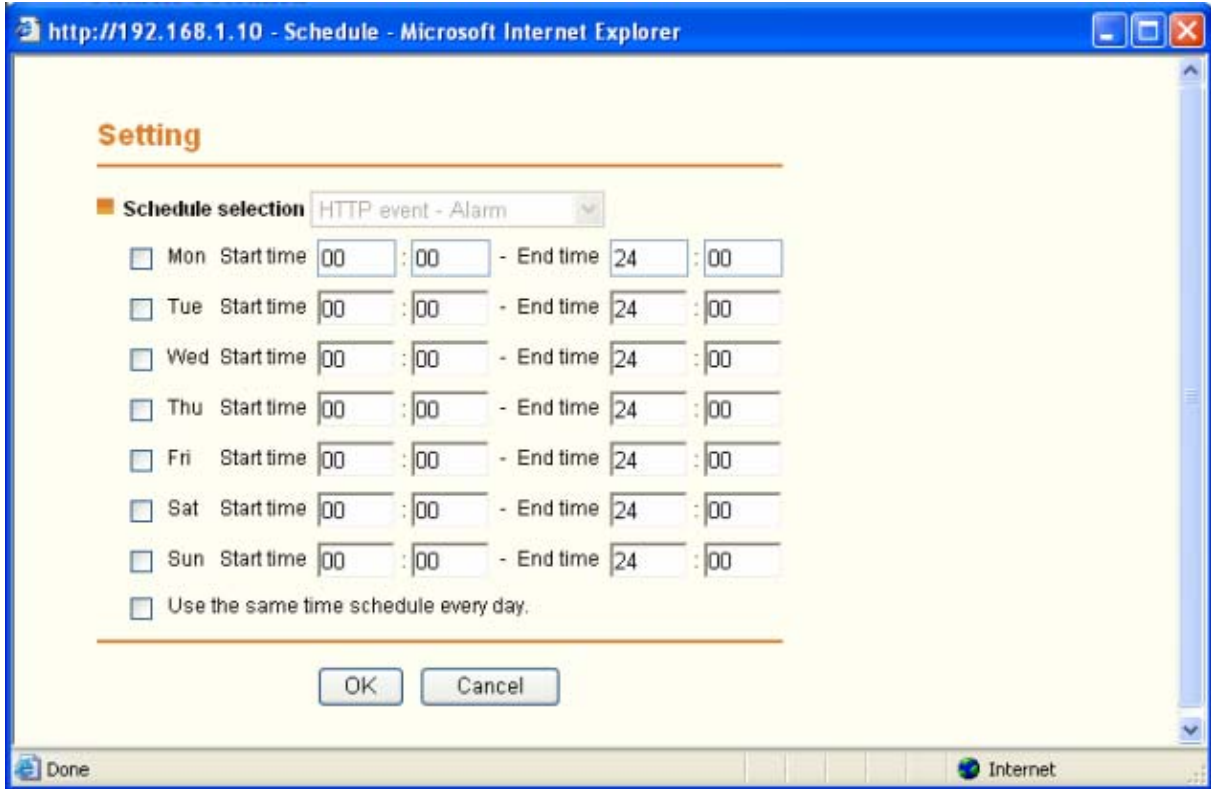 http://192.168.1.10 - Schedule - Microsoft Internet Explorer
Setting
Schedule selection HTTP event - Alarm
Mon Start time 00 : 00 - End time 24 : 00
Tue Start time 00 : 00 - End time 24 : 00
Wed Start time 00 : 00 - End time 24 : 00
Thu Start time 00 : 00 - End time 24 : 00
Fri Start time 00 : 00 - End time 24 : 00
Sat Start time 00 : 00 - End time 24 : 00
Sun Start time 00 : 00 - End time 24 : 00
Use the same time schedule every day.
OK Cancel
Done Internet